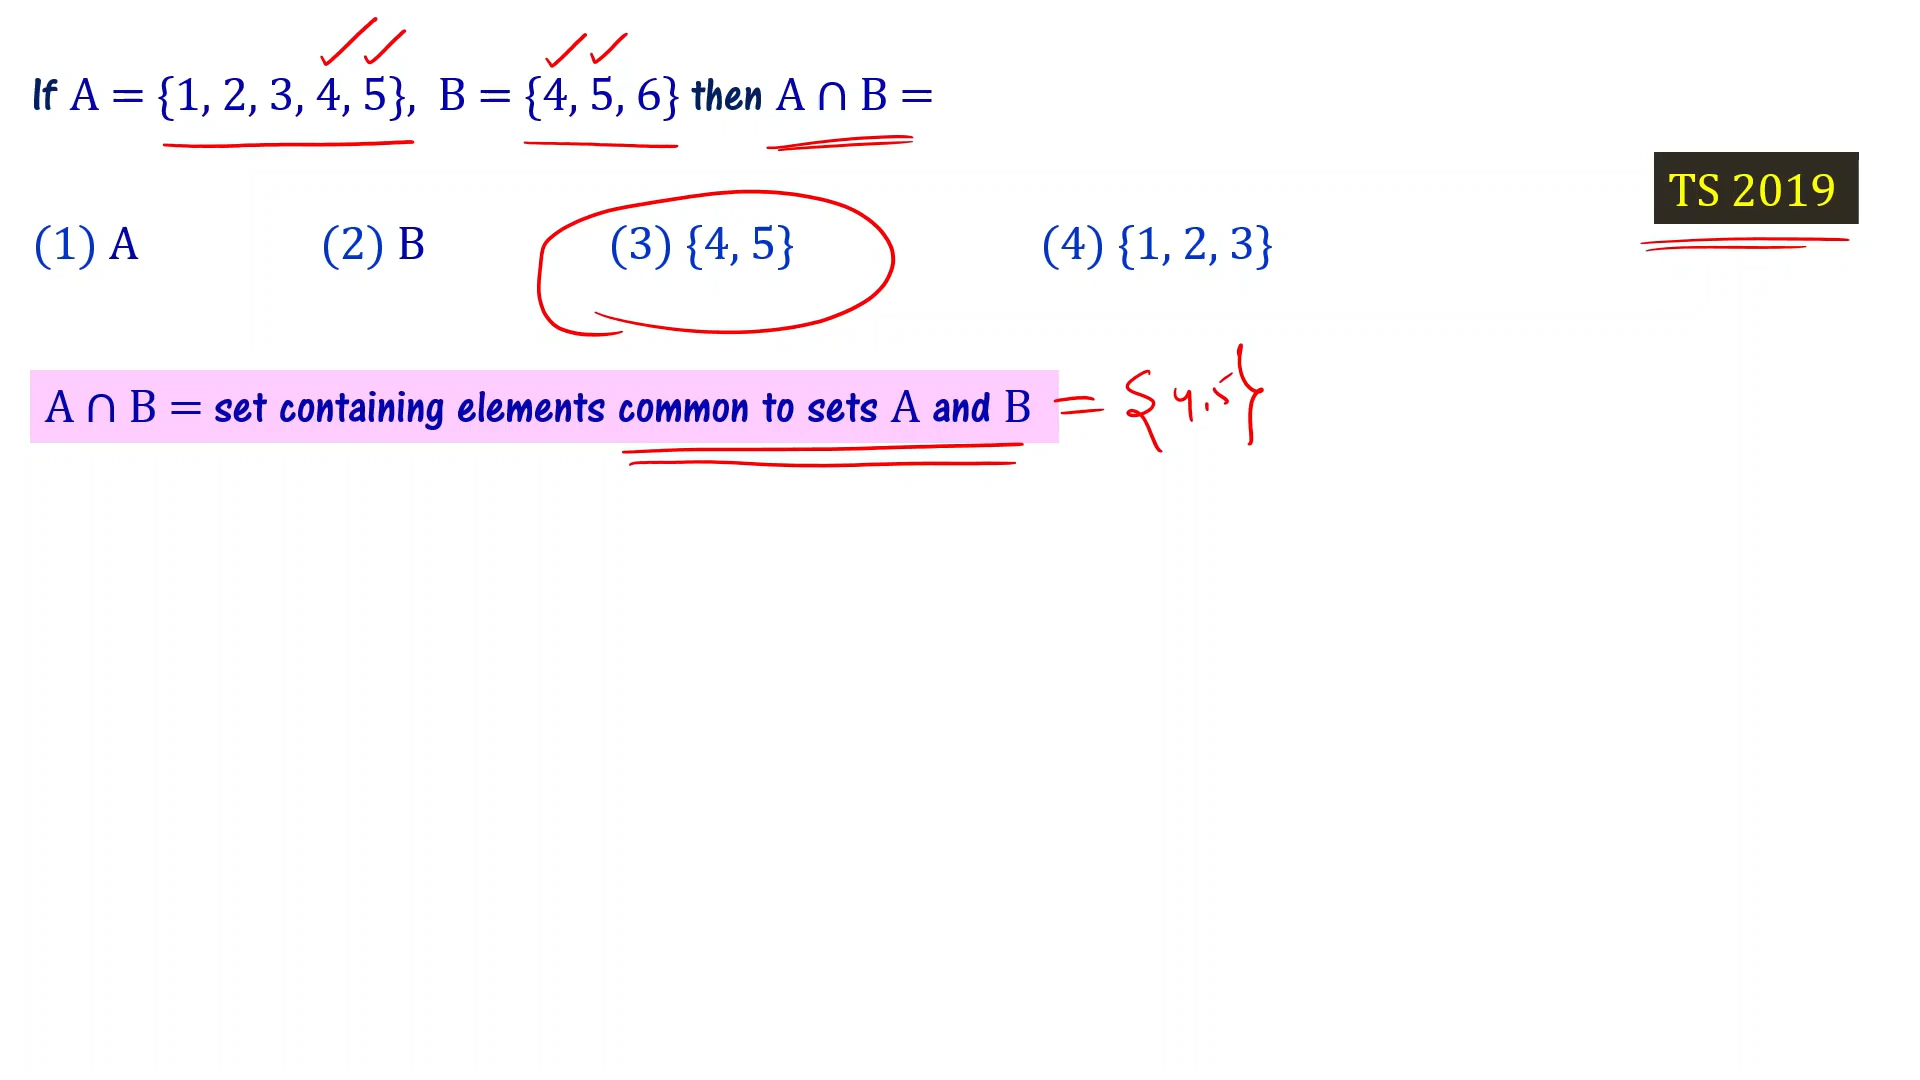 If A = {1, 2, 3, 4, 5}, B = {4, 5, 6} then A ∩ B =
TS 2019
(1) A (2) B (3) {4, 5} (4) {1, 2, 3}
A ∩ B = set containing elements common to sets A and B = {4,5}